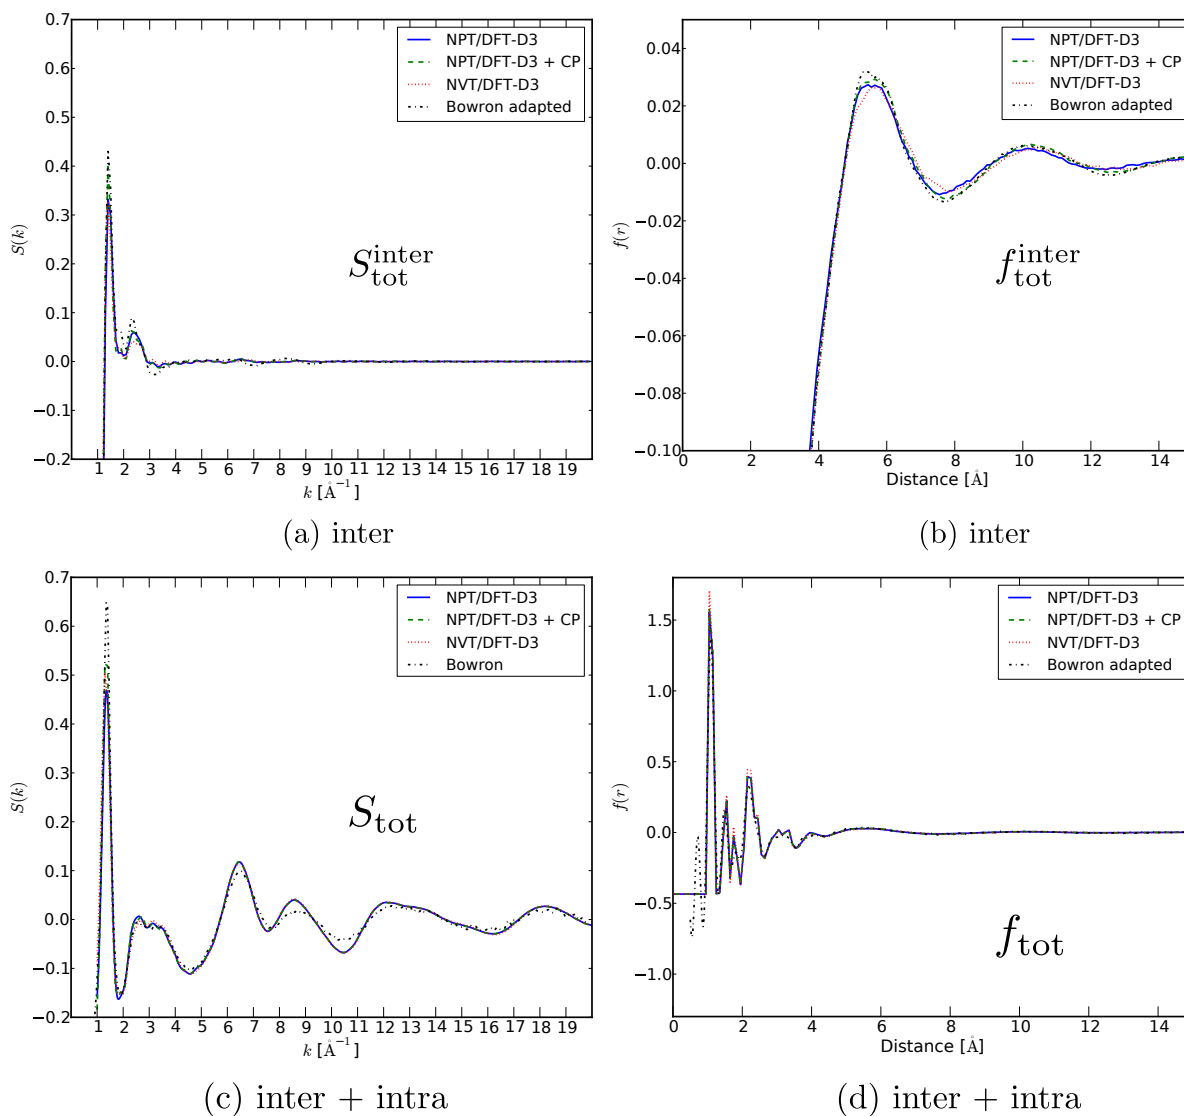 0.7
0.6
0.5
0.4
0.3
0.2
0.1
0.0
−0.1
−0.2
S(k)
NPT/DFT-D3
NPT/DFT-D3 + CP
NVT/DFT-D3
Bowron adapted
S_tot^inter
1 2 3 4 5 6 7 8 9 10 11 12 13 14 15 16 17 18 19
k [Å⁻¹]
(a) inter
0.04
0.02
0.00
−0.02
−0.04
−0.06
−0.08
−0.10
f(r)
NPT/DFT-D3
NPT/DFT-D3 + CP
NVT/DFT-D3
Bowron adapted
f_tot^inter
0 2 4 6 8 10 12 14
Distance [Å]
(b) inter
0.7
0.6
0.5
0.4
0.3
0.2
0.1
0.0
−0.1
−0.2
S(k)
NPT/DFT-D3
NPT/DFT-D3 + CP
NVT/DFT-D3
Bowron
S_tot
1 2 3 4 5 6 7 8 9 10 11 12 13 14 15 16 17 18 19
k [Å⁻¹]
(c) inter + intra
1.5
1.0
0.5
0.0
−0.5
−1.0
f(r)
NPT/DFT-D3
NPT/DFT-D3 + CP
NVT/DFT-D3
Bowron adapted
f_tot
0 2 4 6 8 10 12 14
Distance [Å]
(d) inter + intra